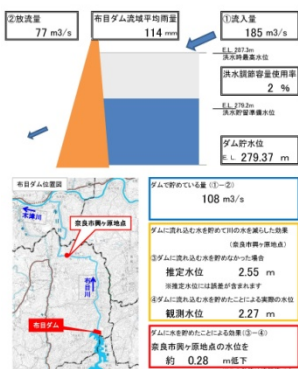 ②放流量
77 m3/s
布目ダム流域平均雨量
114 mm
①流入量
185 m3/s
E.L. 287.3m
洪水時最高水位
洪水調節容量使用率
2 %
E.L. 279.2m
洪水貯留準備水位
ダム貯水位
E.L. 279.37 m
布目ダム位置図
木津川
奈良市興ヶ原地点
布目川
布目ダム
ダムで貯めている量 (①−②)
108 m3/s
ダムに流れ込む水を貯めて川の水を減らした効果
(奈良市興ヶ原地点)
③ダムに流れ込む水を貯めなかった場合
推定水位 2.55 m
※推定水位には誤差が含まれます
④ダムに流れ込む水を貯めたことによる実際の水位
観測水位 2.27 m
ダムに水を貯めたことによる効果(③−④)
奈良市興ヶ原地点の水位を
約 0.28 m低下